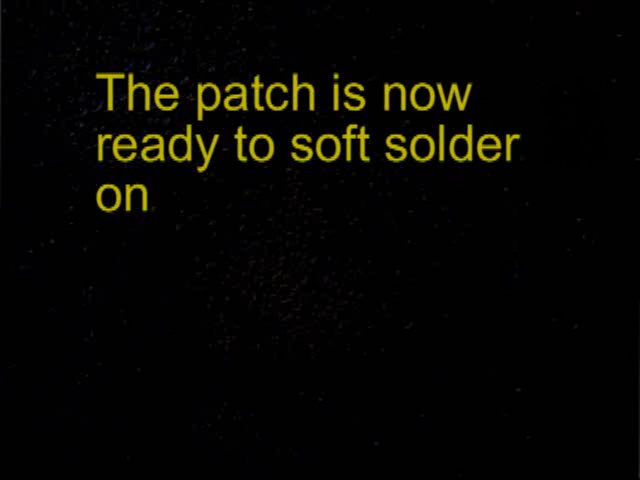 The patch is now
ready to soft solder
on